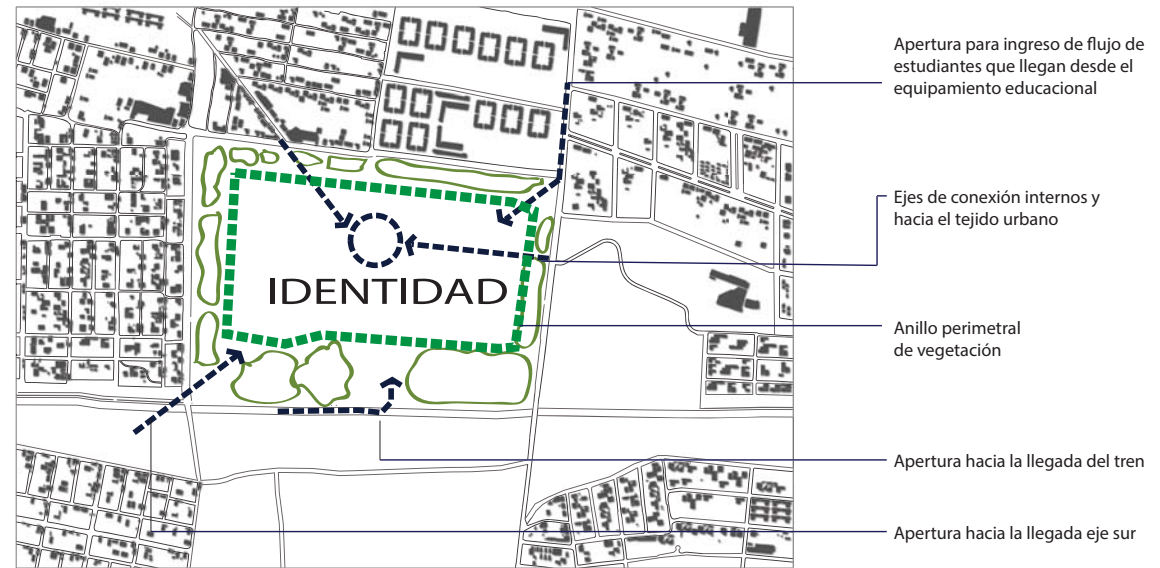 Apertura para ingreso de flujo de
estudiantes que llegan desde el
equipamiento educacional
Ejes de conexión internos y
hacia el tejido urbano
IDENTIDAD
Anillo perimetral
de vegetación
Apertura hacia la llegada del tren
Apertura hacia la llegada eje sur